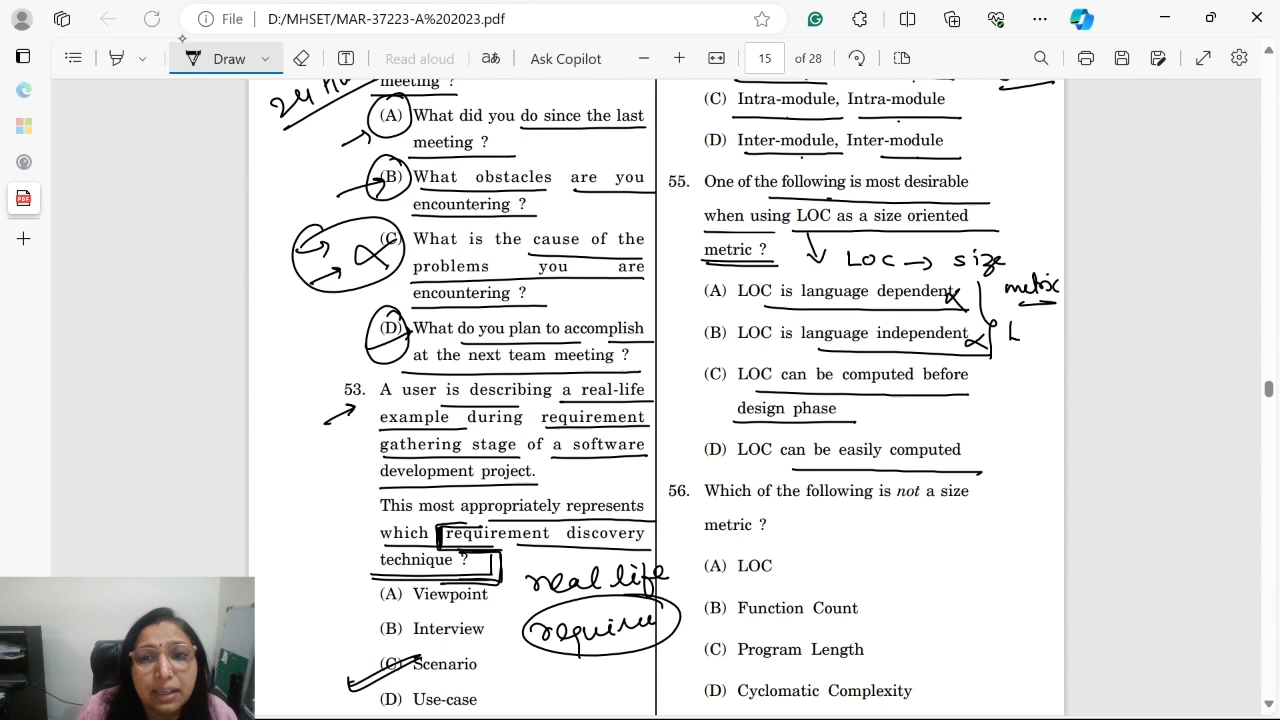 File
D:/MHSET/MAR-37223-A%202023.pdf
Draw
Read aloud
Ask Copilot
15
of 28
meeting ?
(A) What did you do since the last
meeting ?
(B) What obstacles are you
encountering ?
(C) What is the cause of the
problems you are
encountering ?
(D) What do you plan to accomplish
at the next team meeting ?
53. A user is describing a real-life
example during requirement
gathering stage of a software
development project.
This most appropriately represents
which requirement discovery
technique ?
real life
(A) Viewpoint
(B) Interview
(C) Scenario
(D) Use-case
(C) Intra-module, Intra-module
(D) Inter-module, Inter-module
55. One of the following is most desirable
when using LOC as a size oriented
metric ?
LOC → size
metric
(A) LOC is language dependent
(B) LOC is language independent
L
(C) LOC can be computed before
design phase
(D) LOC can be easily computed
56. Which of the following is not a size
metric ?
(A) LOC
(B) Function Count
(C) Program Length
(D) Cyclomatic Complexity